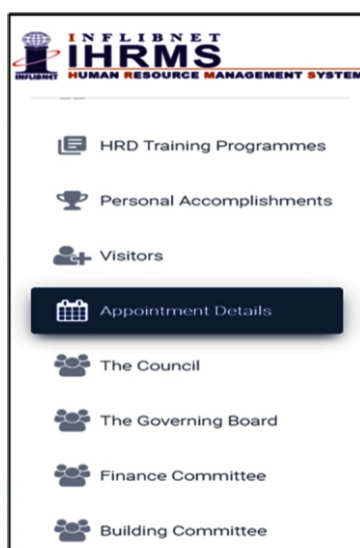 INFLIBNET
IHRMS
INFLIBNET
HUMAN RESOURCE MANAGEMENT SYSTEM
HRD Training Programmes
Personal Accomplishments
Visitors
Appointment Details
The Council
The Governing Board
Finance Committee
Building Committee